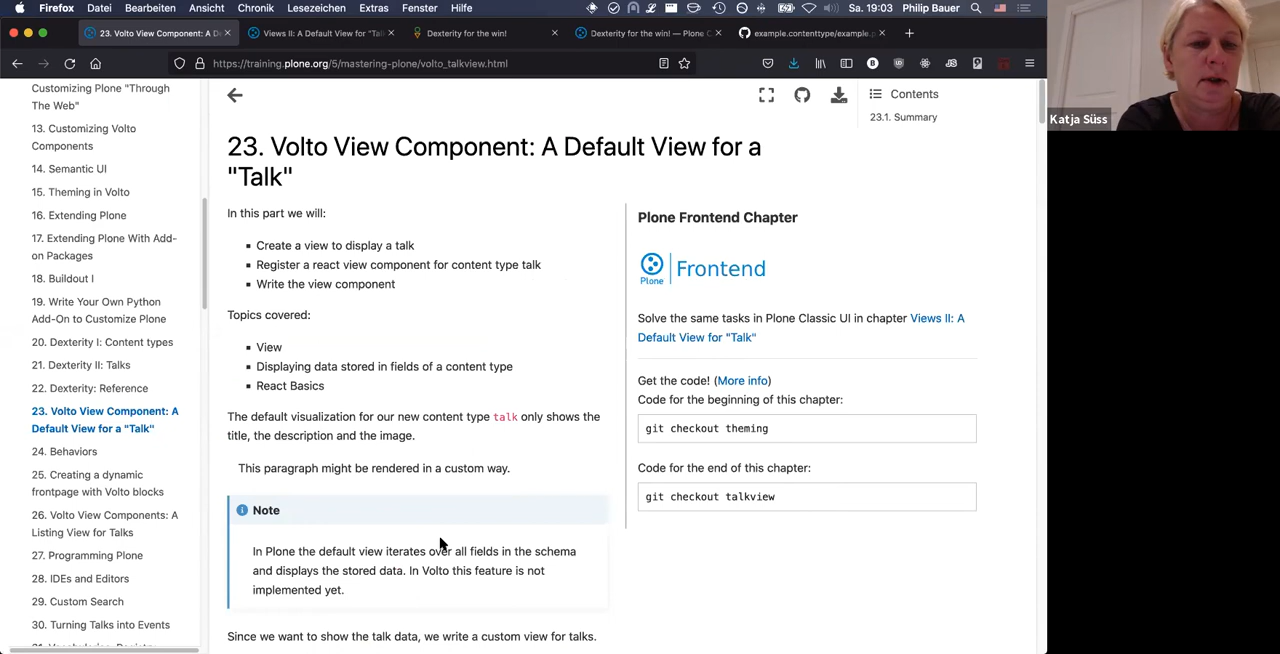 Firefox Datei Bearbeiten Ansicht Chronik Lesezeichen Extras Fenster Hilfe Sa. 19:03 Philip Bauer
23. Volto View Component: A D
Views II: A Default View for "Tal
Dexterity for the win!
Dexterity for the win! — Plone C
example.contenttype/example.p
https://training.plone.org/5/mastering-plone/volto_talkview.html
Customizing Plone "Through
The Web"
13. Customizing Volto
Components
14. Semantic UI
15. Theming in Volto
16. Extending Plone
17. Extending Plone With Add-
on Packages
18. Buildout I
19. Write Your Own Python
Add-On to Customize Plone
20. Dexterity I: Content types
21. Dexterity II: Talks
22. Dexterity: Reference
23. Volto View Component: A
Default View for a "Talk"
24. Behaviors
25. Creating a dynamic
frontpage with Volto blocks
26. Volto View Components: A
Listing View for Talks
27. Programming Plone
28. IDEs and Editors
29. Custom Search
30. Turning Talks into Events
Contents
23.1. Summary
23. Volto View Component: A Default View for a
"Talk"
In this part we will:
Create a view to display a talk
Register a react view component for content type talk
Write the view component
Topics covered:
View
Displaying data stored in fields of a content type
React Basics
The default visualization for our new content type talk only shows the
title, the description and the image.
This paragraph might be rendered in a custom way.
Note
In Plone the default view iterates over all fields in the schema
and displays the stored data. In Volto this feature is not
implemented yet.
Since we want to show the talk data, we write a custom view for talks.
Plone Frontend Chapter
Plone
Frontend
Solve the same tasks in Plone Classic UI in chapter Views II: A
Default View for "Talk"
Get the code! (More info)
Code for the beginning of this chapter:
git checkout theming
Code for the end of this chapter:
git checkout talkview
Katja Süss